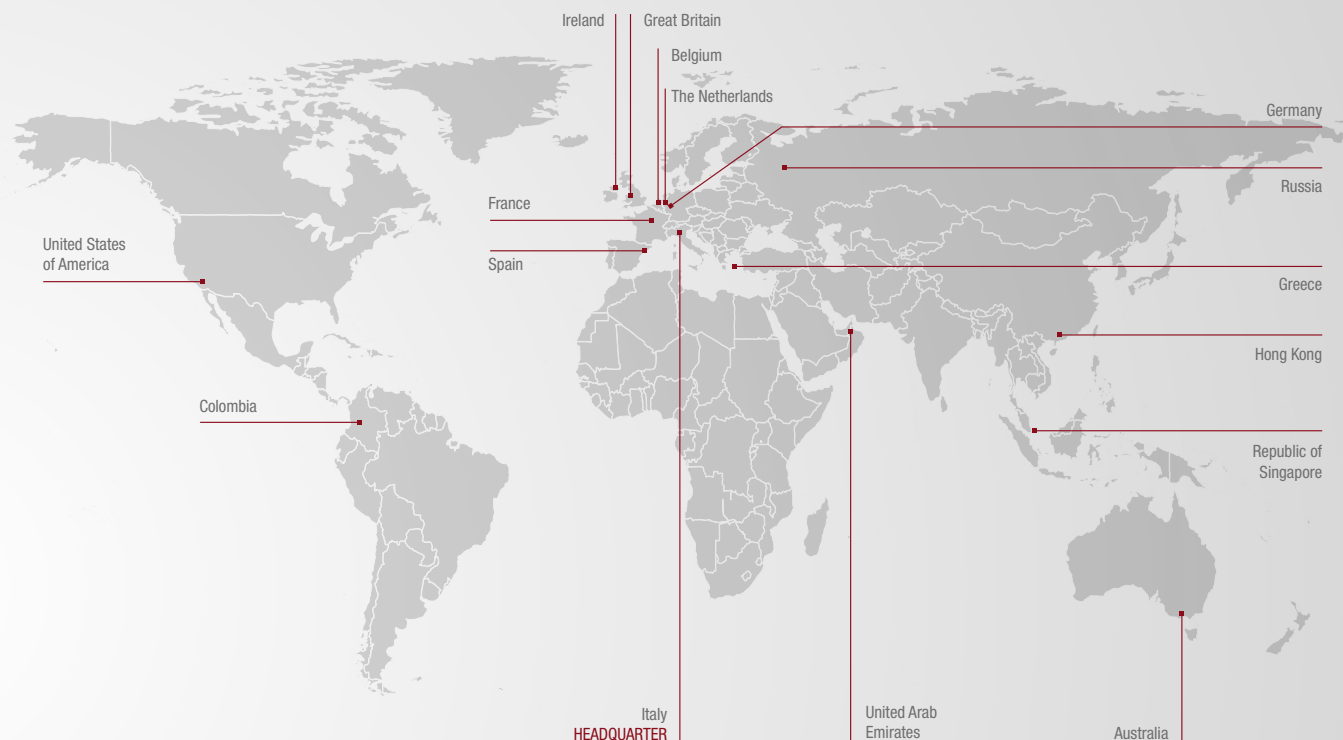 Ireland
Great Britain
Belgium
The Netherlands
Germany
Russia
France
United States
of America
Spain
Greece
Hong Kong
Colombia
Republic of
Singapore
Italy
HEADQUARTER
United Arab
Emirates
Australia